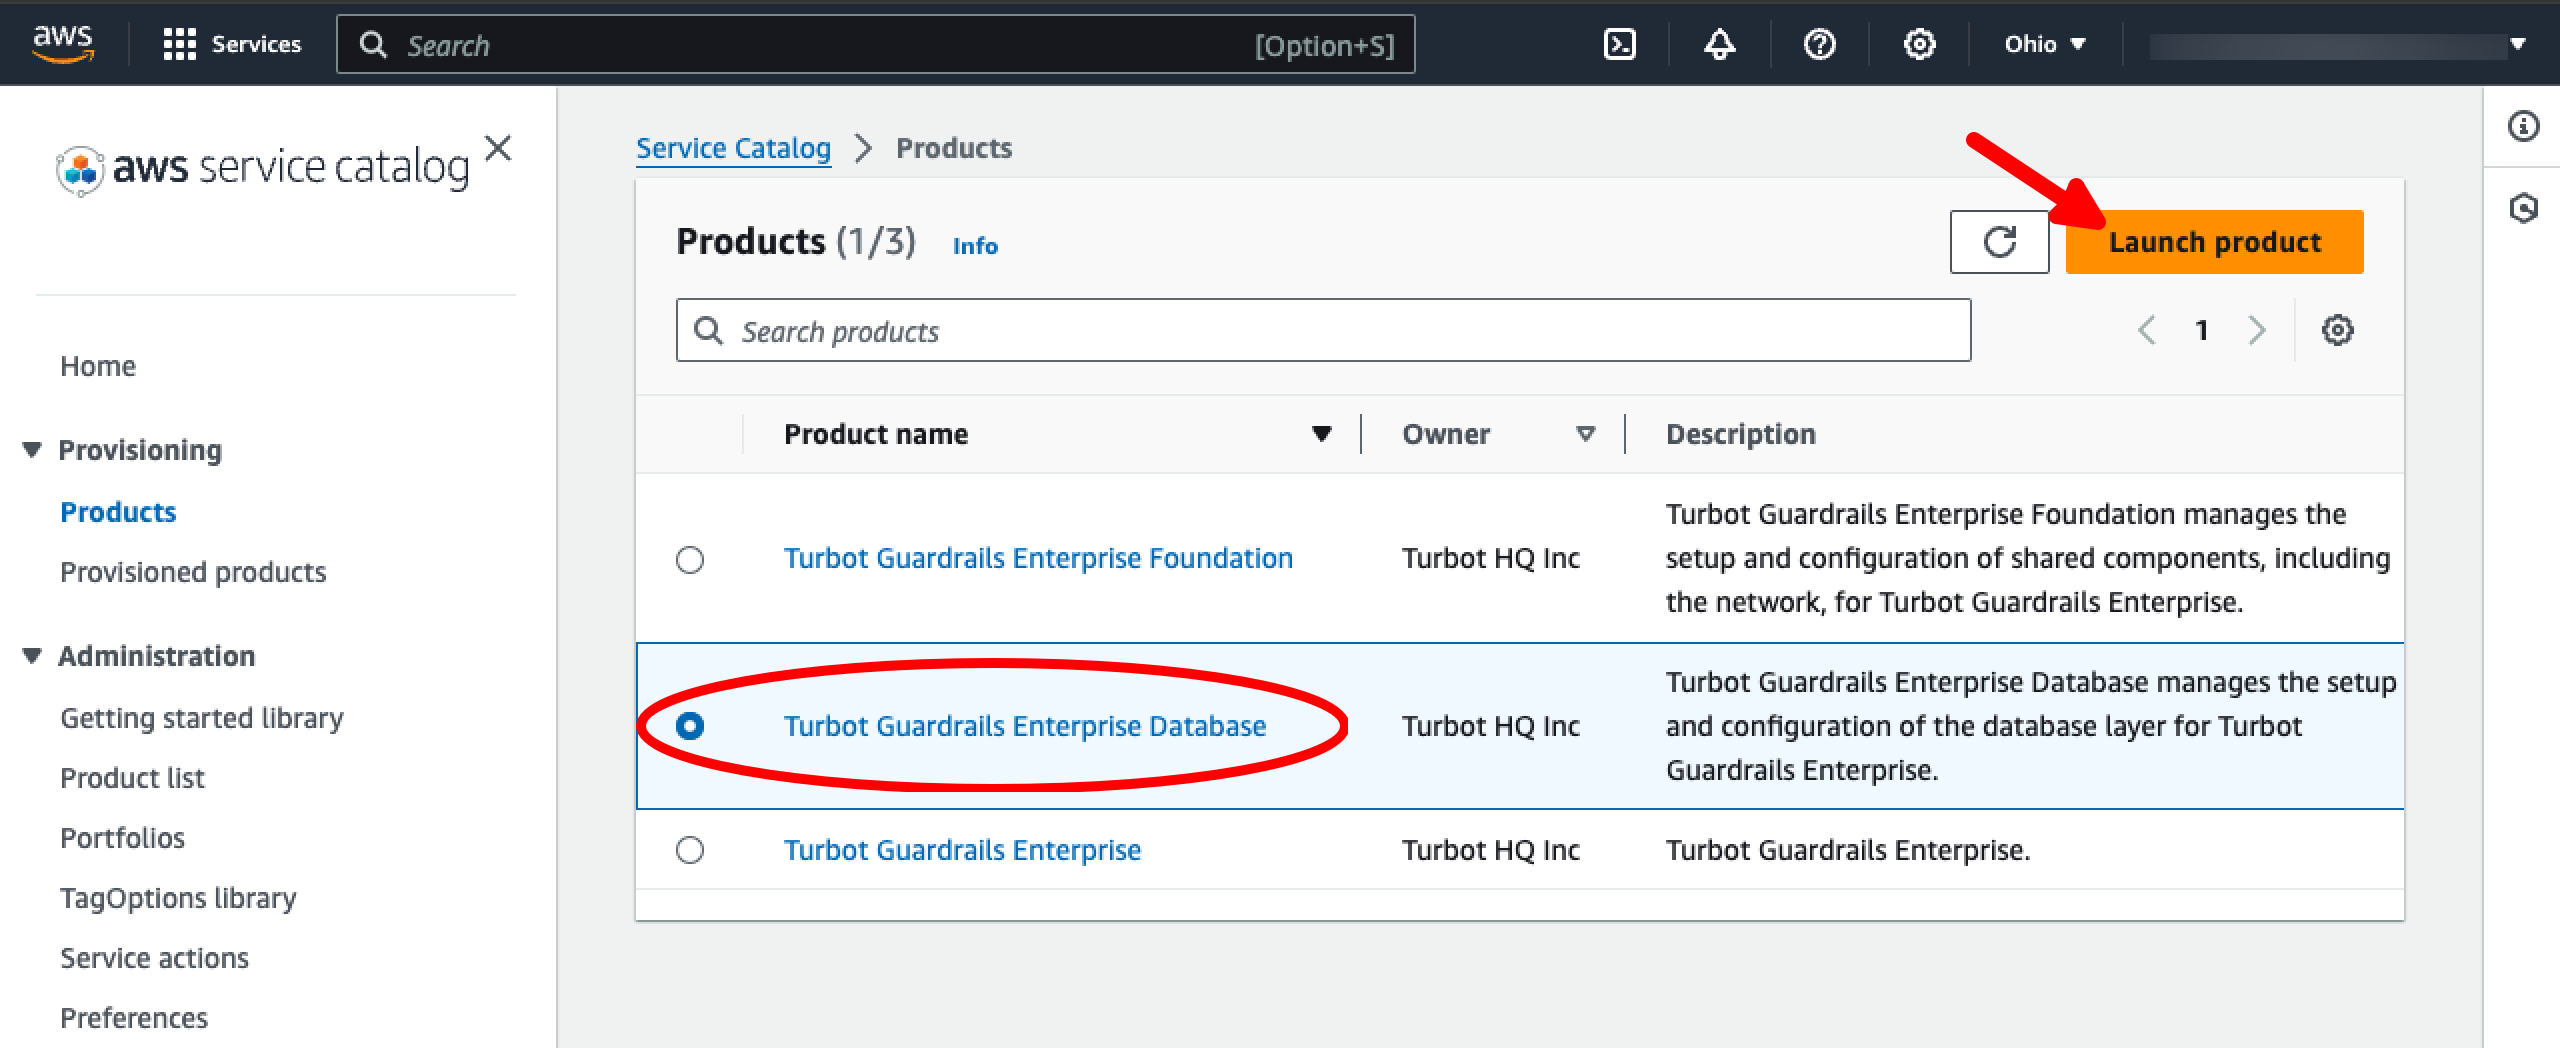 aws
Services
Search
[Option+S]
Ohio
aws service catalog
Home
Provisioning
Products
Provisioned products
Administration
Getting started library
Product list
Portfolios
TagOptions library
Service actions
Preferences
Service Catalog > Products
Products (1/3) Info
Launch product
Search products
1
Product name
Owner
Description
Turbot Guardrails Enterprise Foundation
Turbot HQ Inc
Turbot Guardrails Enterprise Foundation manages the
setup and configuration of shared components, including
the network, for Turbot Guardrails Enterprise.
Turbot Guardrails Enterprise Database
Turbot HQ Inc
Turbot Guardrails Enterprise Database manages the setup
and configuration of the database layer for Turbot
Guardrails Enterprise.
Turbot Guardrails Enterprise
Turbot HQ Inc
Turbot Guardrails Enterprise.